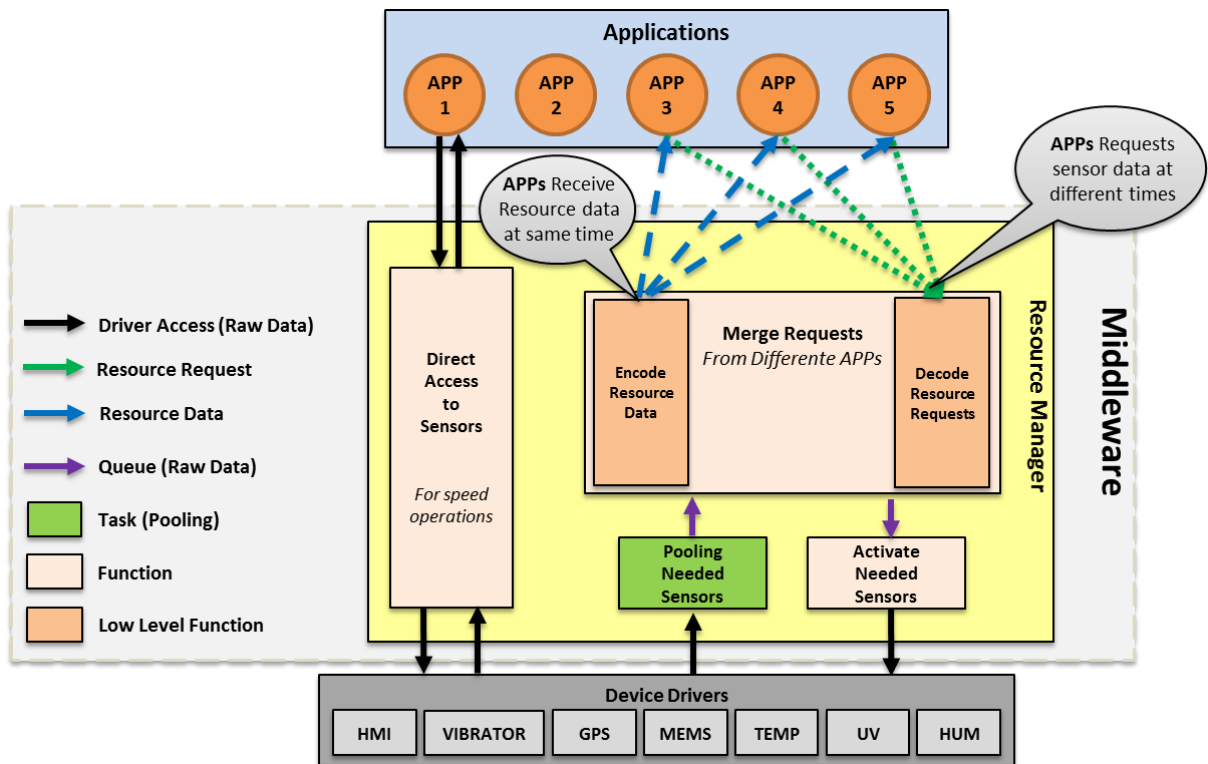 Applications
APP
1
APP
2
APP
3
APP
4
APP
5
APPs Receive
Resource data
at same time
APPs Requests
sensor data at
different times
Driver Access (Raw Data)
Resource Request
Resource Data
Queue (Raw Data)
Task (Pooling)
Function
Low Level Function
Direct
Access
to
Sensors
For speed
operations
Merge Requests
From Differente APPs
Encode
Resource
Data
Decode
Resource
Requests
Pooling
Needed
Sensors
Activate
Needed
Sensors
Resource Manager
Middleware
Device Drivers
HMI
VIBRATOR
GPS
MEMS
TEMP
UV
HUM